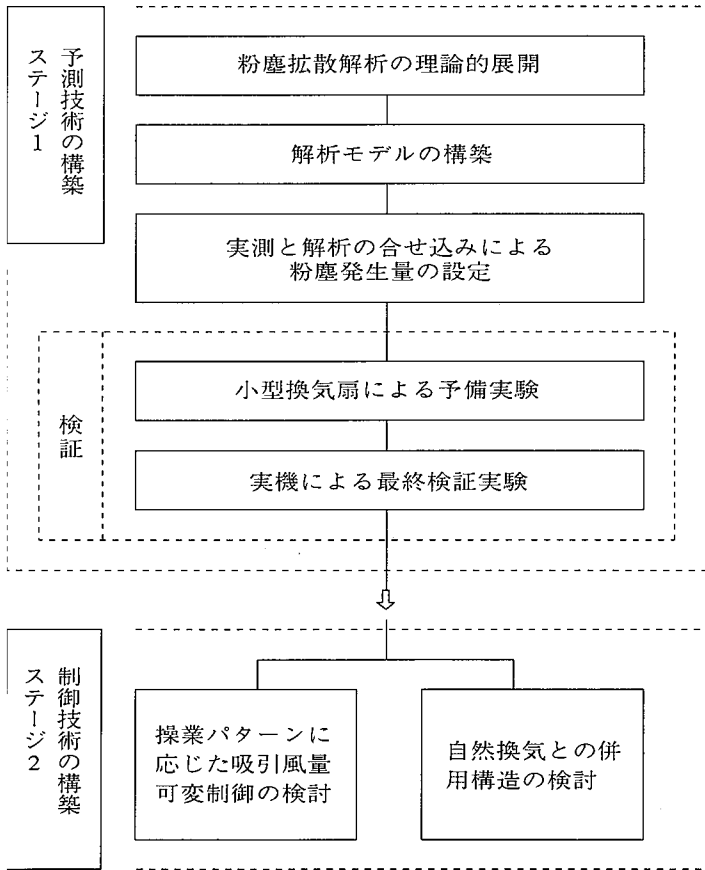 ステージ1
予測技術の構築
粉塵拡散解析の理論的展開
解析モデルの構築
実測と解析の合せ込みによる
粉塵発生量の設定
検証
小型換気扇による予備実験
実機による最終検証実験
ステージ2
制御技術の構築
操業パターンに
応じた吸引風量
可変制御の検討
自然換気との併
用構造の検討